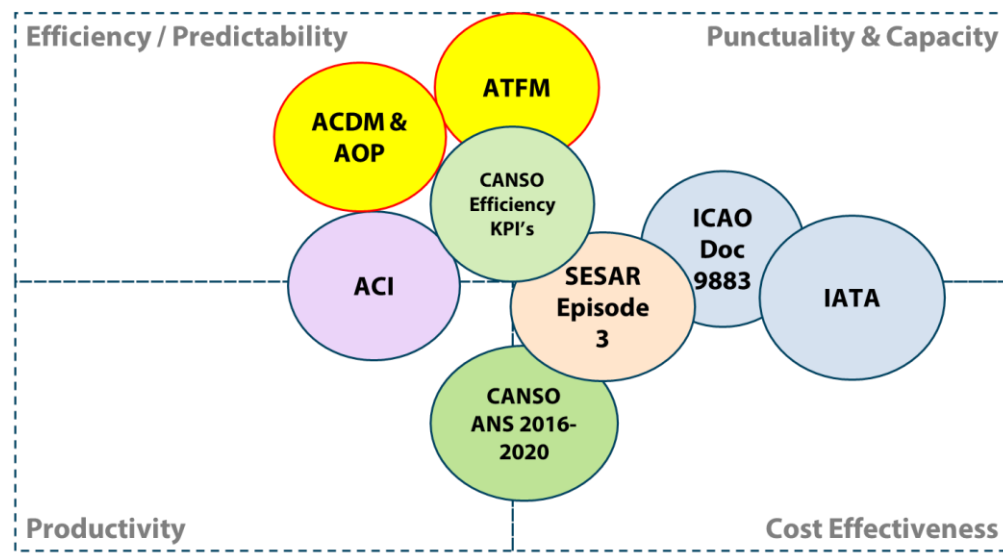 Efficiency / Predictability
Punctuality & Capacity
ATFM
ACDM &
AOP
CANSO
Efficiency
KPI's
ICAO
Doc
9883
ACI
SESAR
Episode
3
IATA
CANSO
ANS 2016-
2020
Productivity
Cost Effectiveness